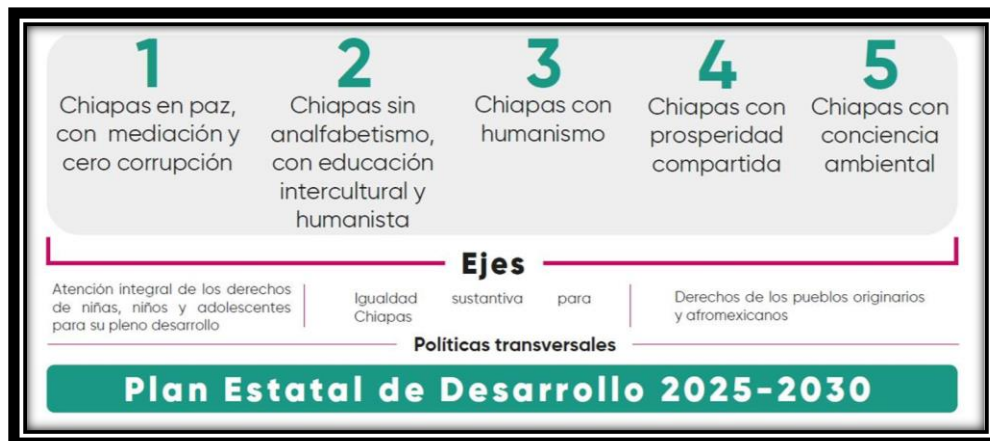 1
Chiapas en paz,
con mediación y
cero corrupción
2
Chiapas sin
analfabetismo,
con educación
intercultural y
humanista
3
Chiapas con
humanismo
4
Chiapas con
prosperidad
compartida
5
Chiapas con
conciencia
ambiental
Ejes
Atención integral de los derechos
de niñas, niños y adolescentes
para su pleno desarrollo
Igualdad sustantiva para
Chiapas
Derechos de los pueblos originarios
y afromexicanos
Políticas transversales
Plan Estatal de Desarrollo 2025-2030